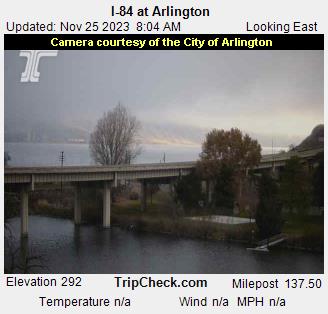 I-84 at Arlington
Updated: Nov 25 2023 8:04 AM Looking East
Camera courtesy of the City of Arlington
Elevation 292 TripCheck.com Milepost 137.50
Temperature n/a Wind n/a MPH n/a